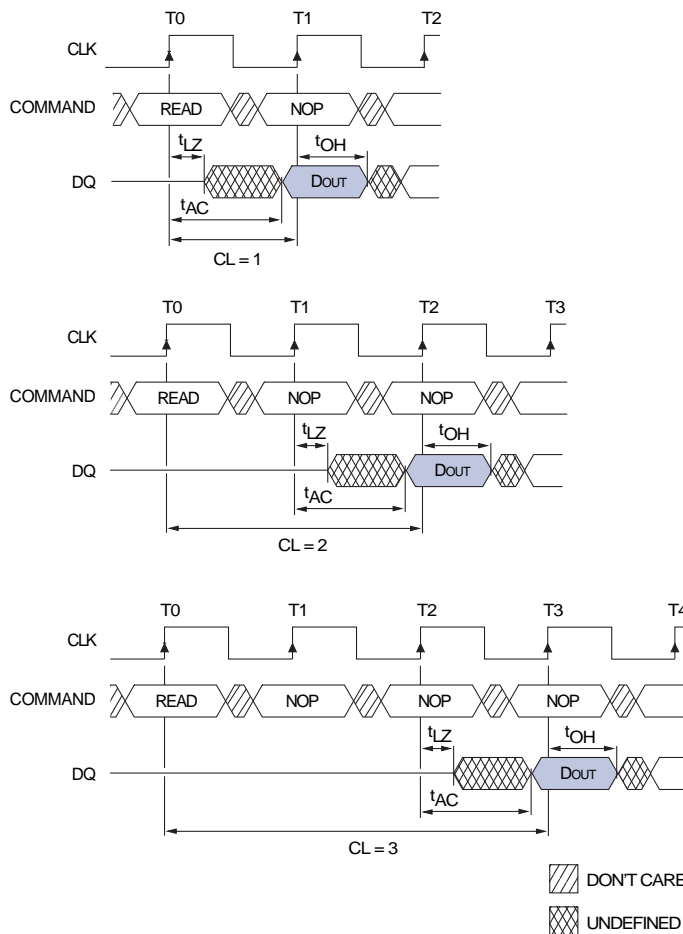 T0 T1 T2
CLK
COMMAND READ NOP
tLZ tOH
DQ DOUT
tAC
CL = 1
T0 T1 T2 T3
CLK
COMMAND READ NOP NOP
tLZ tOH
DQ DOUT
tAC
CL = 2
T0 T1 T2 T3 T4
CLK
COMMAND READ NOP NOP NOP
tLZ tOH
DQ DOUT
tAC
CL = 3
DON'T CARE
UNDEFINED